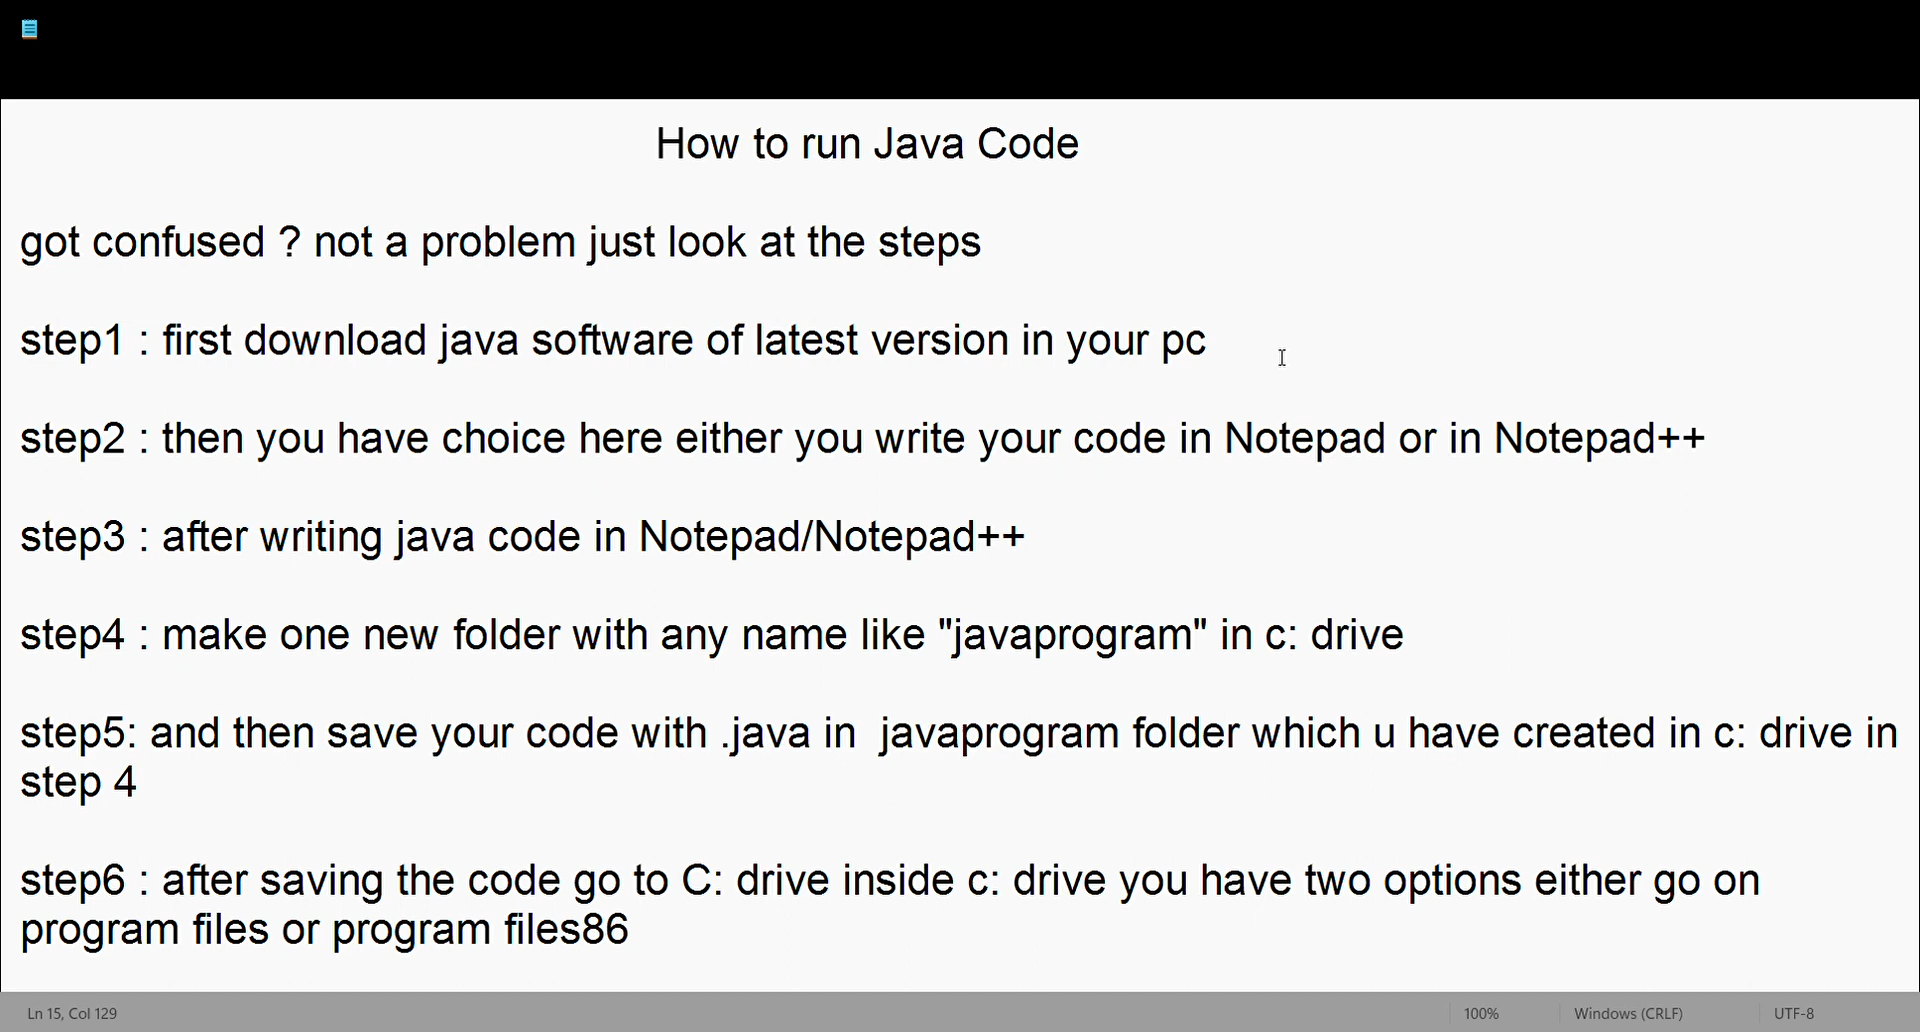 How to run Java Code
got confused ? not a problem just look at the steps
step1 : first download java software of latest version in your pc
step2 : then you have choice here either you write your code in Notepad or in Notepad++
step3 : after writing java code in Notepad/Notepad++
step4 : make one new folder with any name like "javaprogram" in c: drive
step5: and then save your code with .java in  javaprogram folder which u have created in c: drive in
step 4
step6 : after saving the code go to C: drive inside c: drive you have two options either go on
program files or program files86
Ln 15, Col 129
100%
Windows (CRLF)
UTF-8